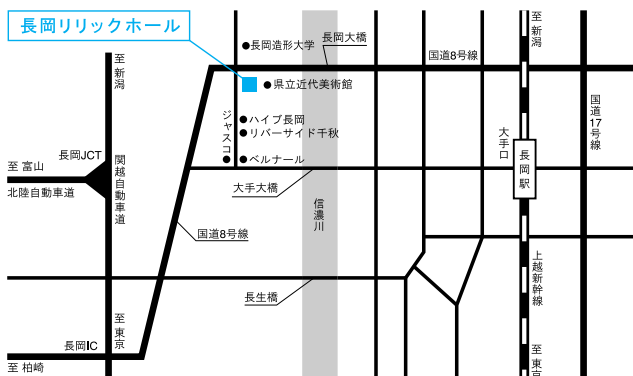 長岡リリックホール
至 新潟
長岡造形大学
長岡大橋
国道8号線
至 新潟
県立近代美術館
国道17号線
ジャスコ
ハイブ長岡
リバーサイド千秋
大手口
長岡駅
長岡JCT
至 富山
ベルナール
北陸自動車道
関越自動車道
大手大橋
信濃川
国道8号線
上越新幹線
長生橋
至 東京
長岡IC
至 柏崎
至 東京